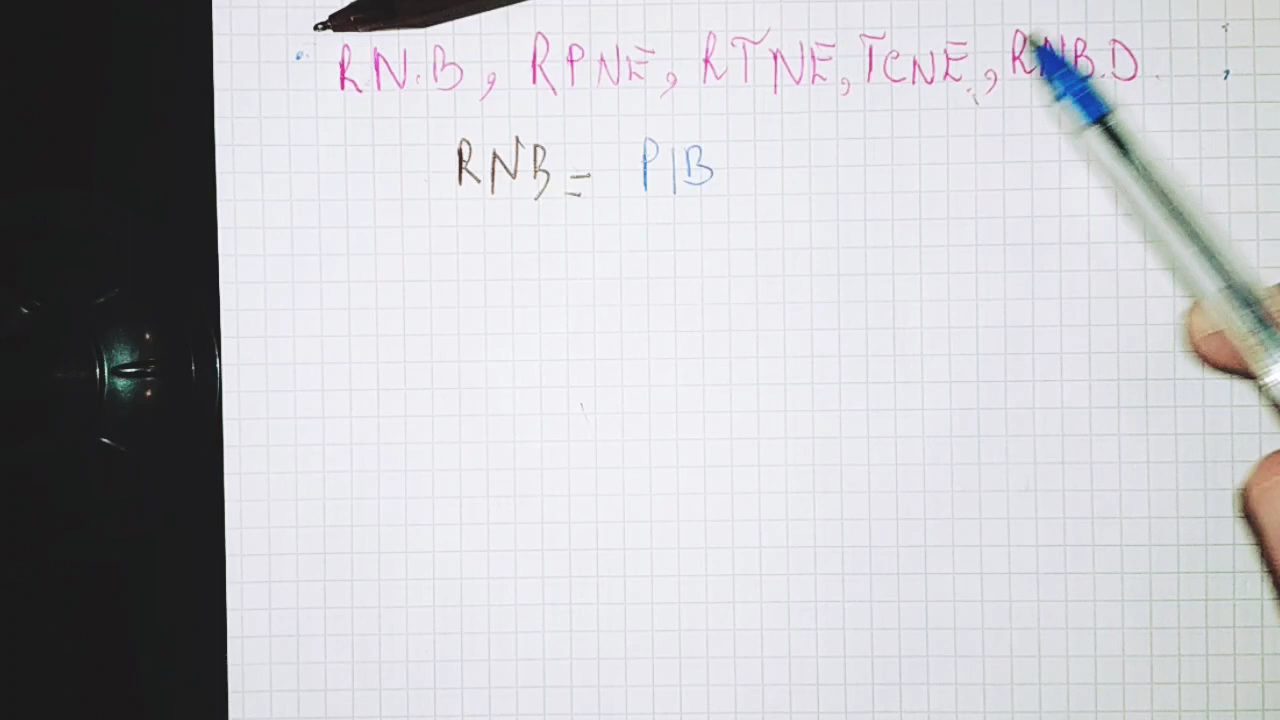 RN.B, RPNE, RTNE, TCNE, RNB.D. ;
RNB = PIB